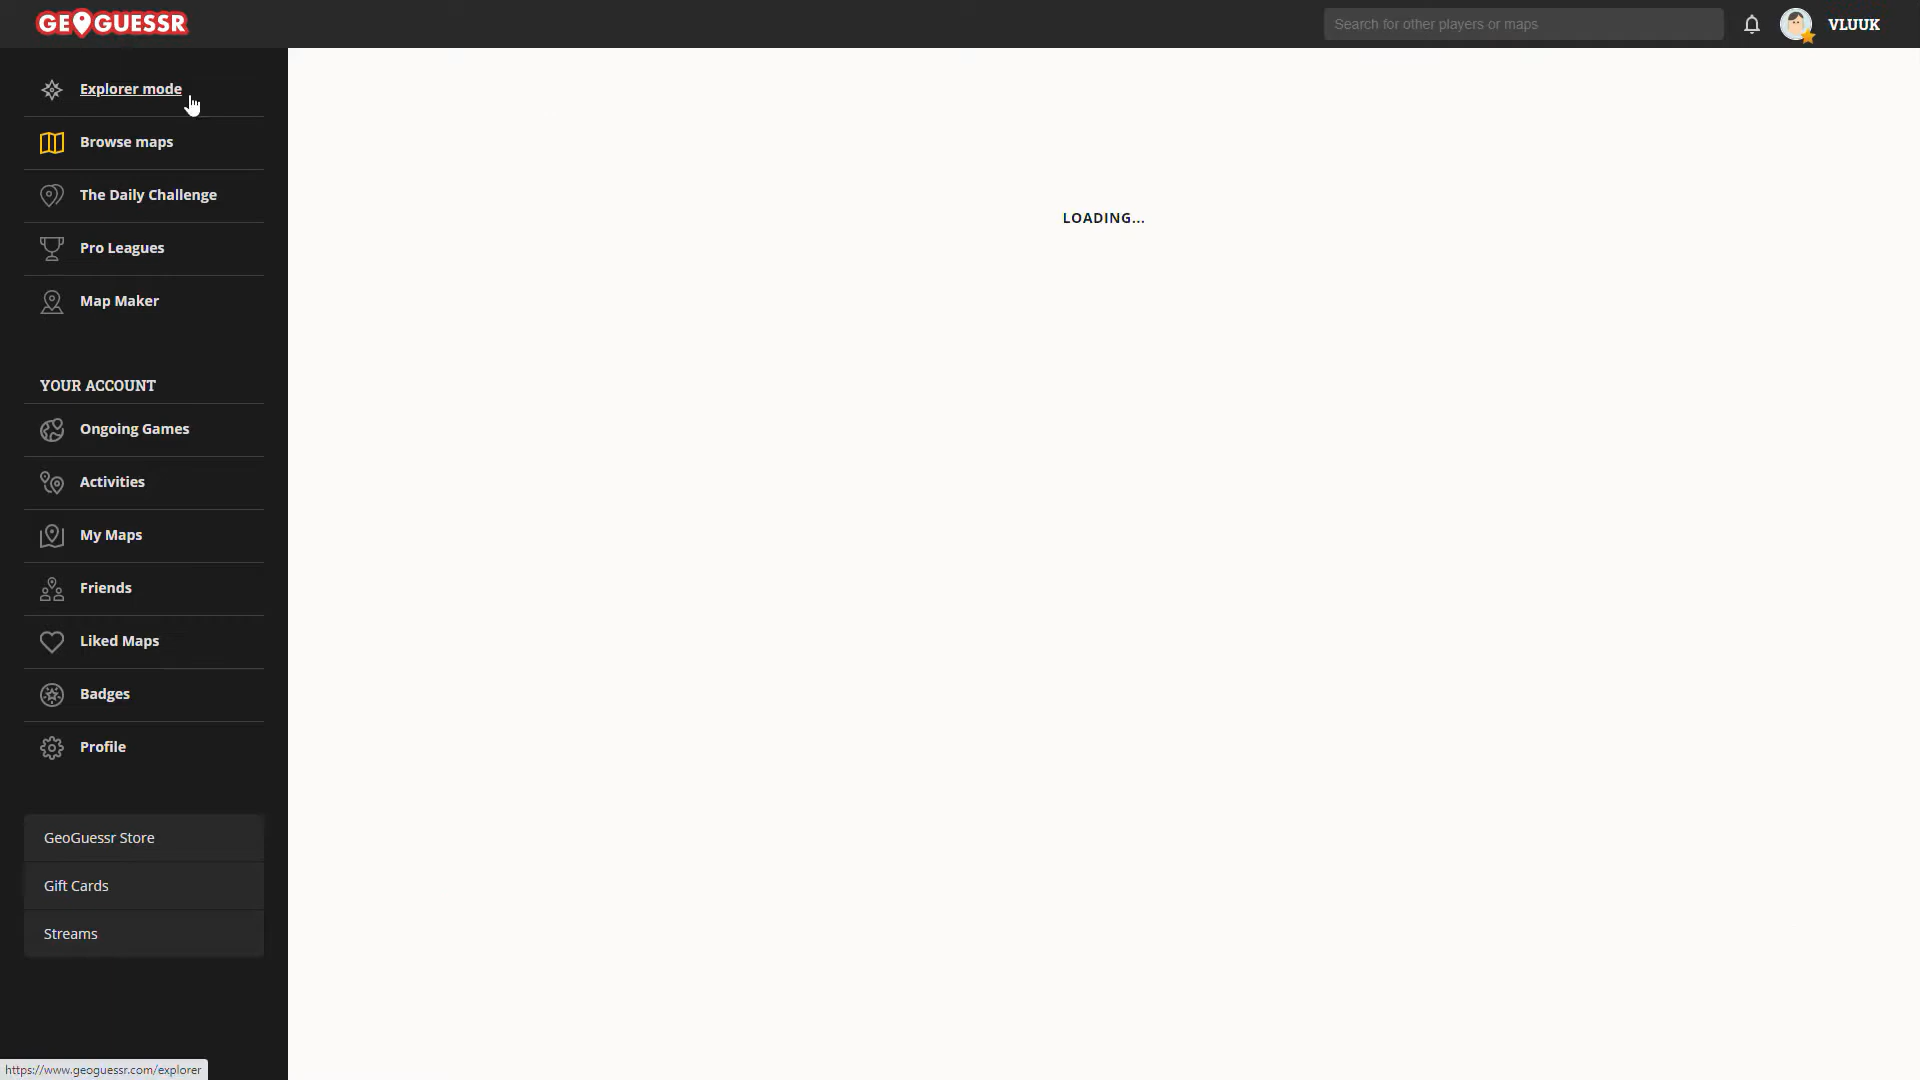 GEOGUESSR
Search for other players or maps
VLUUK
Explorer mode
Browse maps
The Daily Challenge
Pro Leagues
Map Maker
LOADING...
YOUR ACCOUNT
Ongoing Games
Activities
My Maps
Friends
Liked Maps
Badges
Profile
GeoGuessr Store
Gift Cards
Streams
https://www.geoguessr.com/explorer